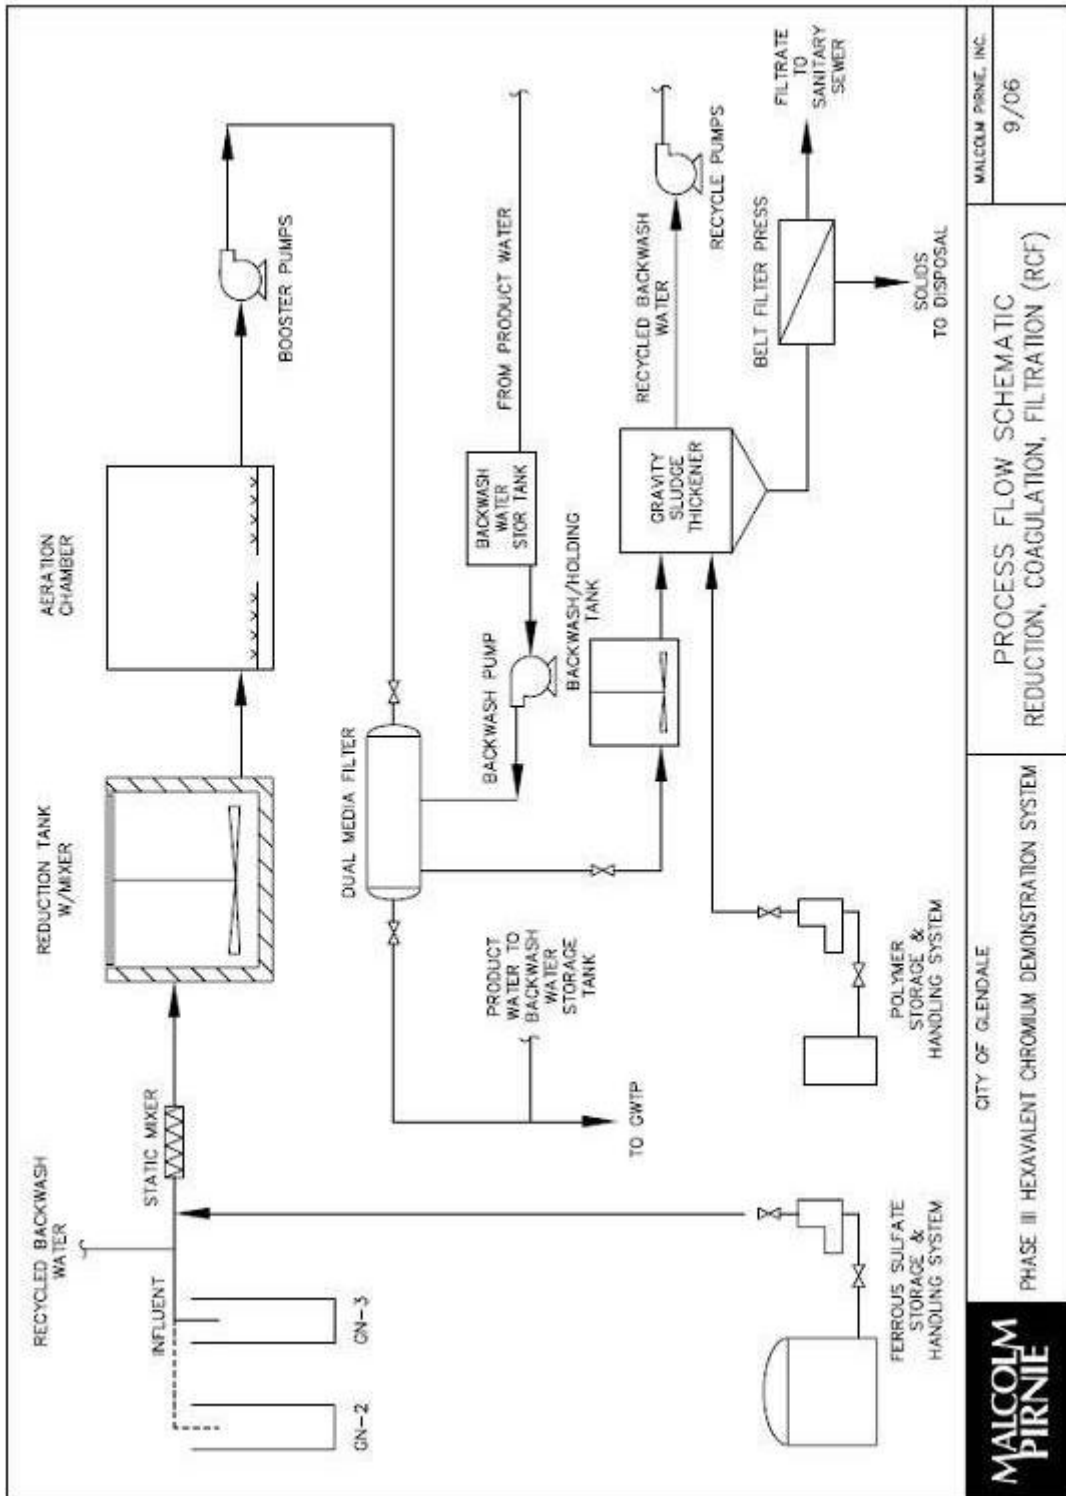 RECYCLED BACKWASH
WATER
INFLUENT
STATIC MIXER
GN-2
GN-3
REDUCTION TANK
W/MIXER
AERATION
CHAMBER
BOOSTER PUMPS
DUAL MEDIA FILTER
BACKWASH PUMP
BACKWASH
WATER
STOR TANK
FROM PRODUCT WATER
PRODUCT
WATER TO
BACKWASH
WATER
STORAGE
TANK
TO GWTP
BACKWASH/HOLDING
TANK
GRAVITY
SLUDGE
THICKENER
RECYCLED BACKWASH
WATER
RECYCLE PUMPS
BELT FILTER PRESS
FILTRATE
TO
SANITARY
SEWER
SOLIDS
TO DISPOSAL
FERROUS SULFATE
STORAGE &
HANDLING SYSTEM
POLYMER
STORAGE &
HANDLING SYSTEM
MALCOLM
PIRNIE
CITY OF GLENDALE
PHASE III HEXAVALENT CHROMIUM DEMONSTRATION SYSTEM
PROCESS FLOW SCHEMATIC
REDUCTION, COAGULATION, FILTRATION (RCF)
MALCOLM PIRNIE, INC.
9/06